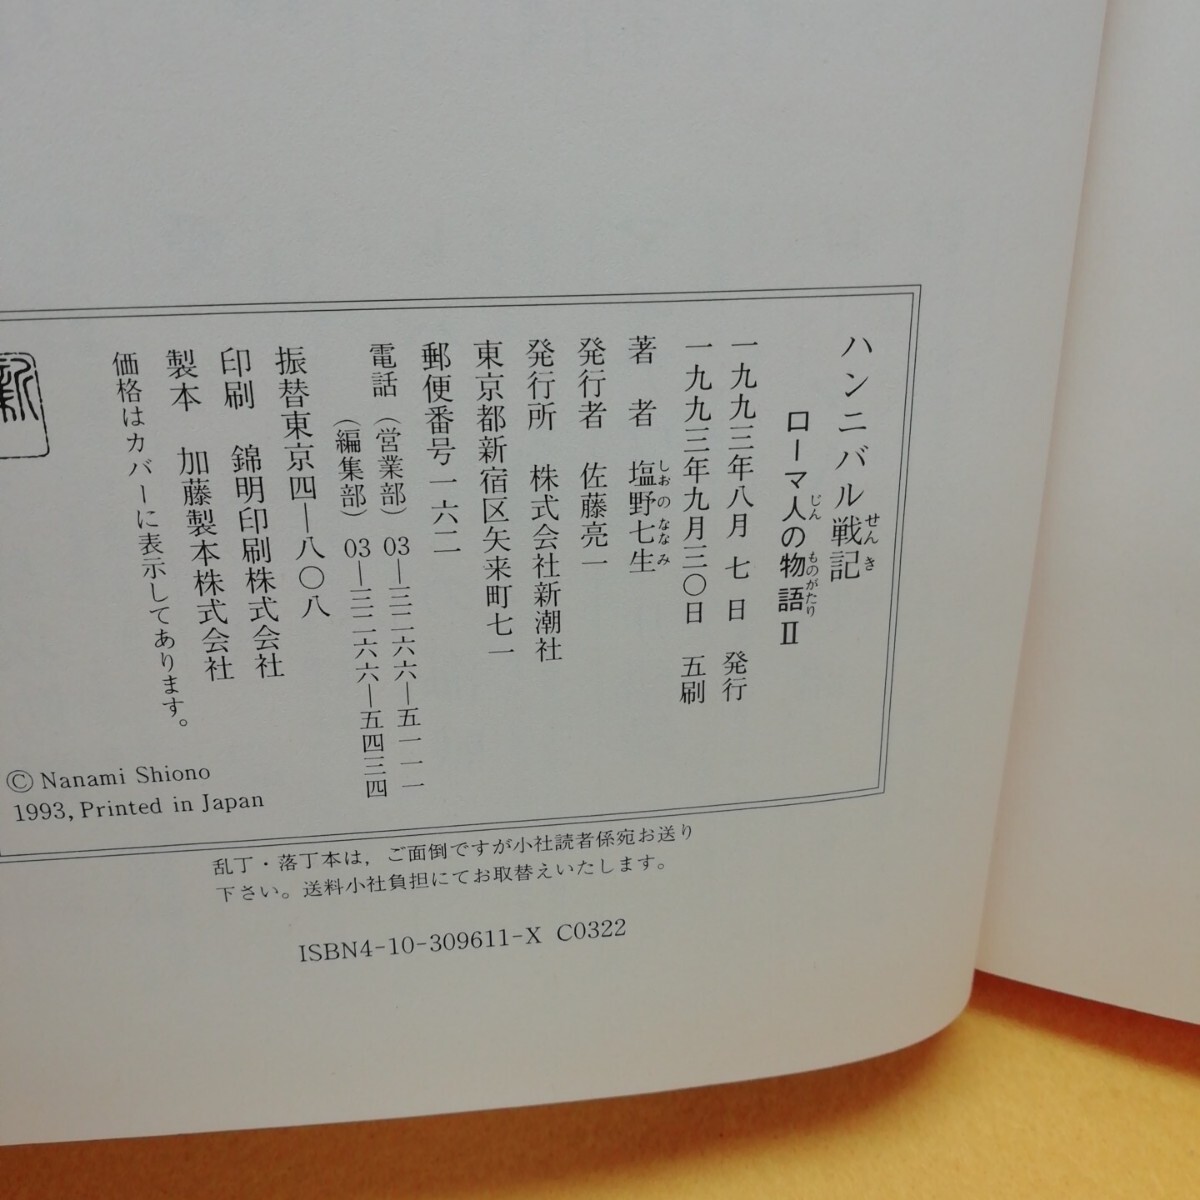 ハンニバル戦記
ローマ人の物語Ⅱ
一九九三年八月 七 日 発行
一九九三年九月三〇日 五刷
著 者 塩野七生
発行者 佐藤亮一
発行所 株式会社新潮社
東京都新宿区矢来町七一
郵便番号一六二
電話(営業部)03―三二六六―五一一一
(編集部)03―三二六六―五四三四
振替東京四―八〇八
印刷 錦明印刷株式会社
製本 加藤製本株式会社
価格はカバーに表示してあります。
© Nanami Shiono
1993, Printed in Japan
乱丁・落丁本は,ご面倒ですが小社読者係宛お送り
下さい。送料小社負担にてお取替えいたします。
ISBN4-10-309611-X C0322